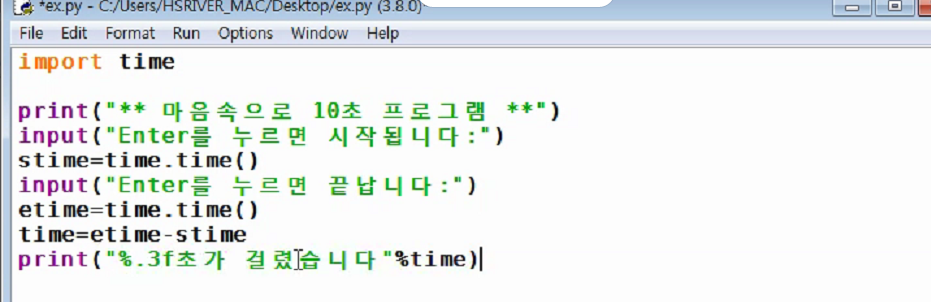 *ex.py - C:/Users/HSRIVER_MAC/Desktop/ex.py (3.8.0)
File Edit Format Run Options Window Help
import time
print("** 마음속으로 10초 프로그램 **")
input("Enter를 누르면 시작됩니다:")
stime=time.time()
input("Enter를 누르면 끝납니다:")
etime=time.time()
time=etime-stime
print("%.3f초가 걸렸습니다"%time)